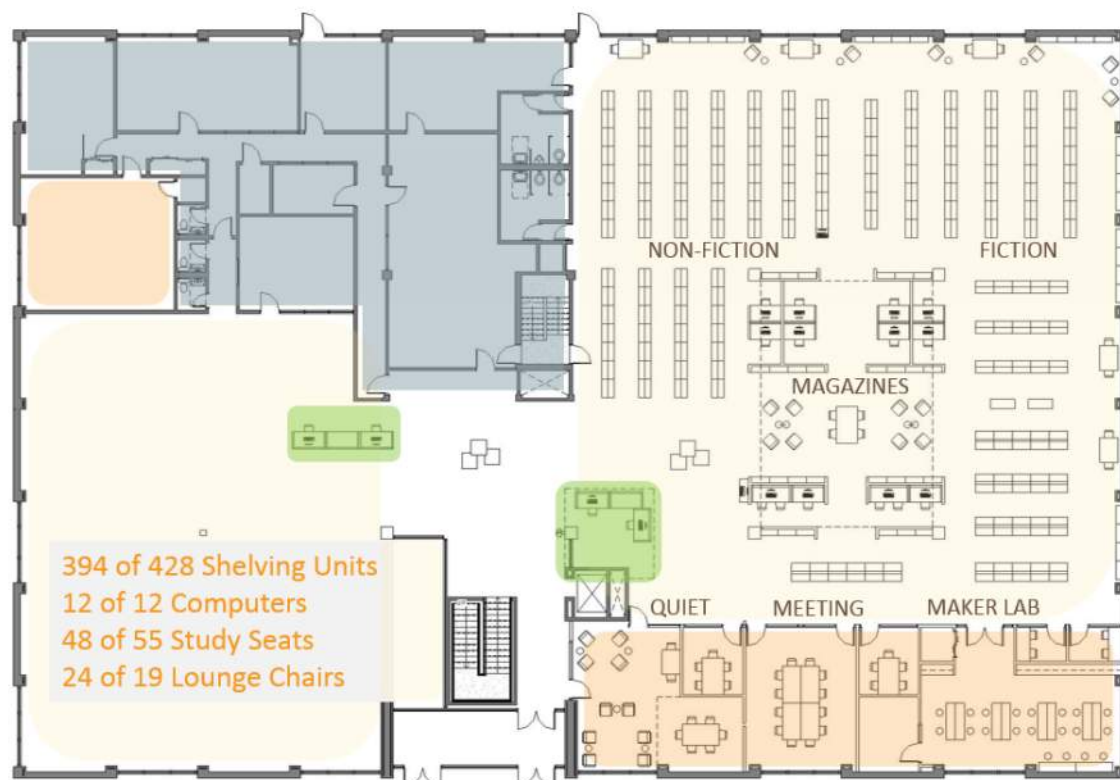 NON-FICTION
FICTION
MAGAZINES
394 of 428 Shelving Units
12 of 12 Computers
48 of 55 Study Seats
24 of 19 Lounge Chairs
QUIET
MEETING
MAKER LAB